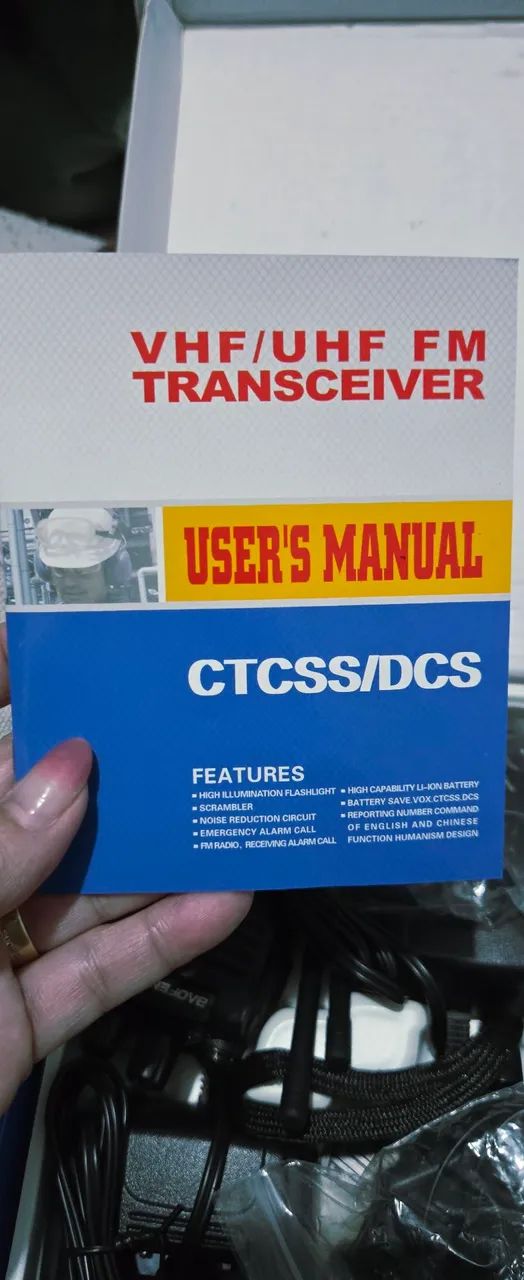 VHF/UHF FM
TRANSCEIVER
USER'S MANUAL
CTCSS/DCS
FEATURES
▪ HIGH ILLUMINATION FLASHLIGHT
▪ SCRAMBLER
▪ NOISE REDUCTION CIRCUIT
▪ EMERGENCY ALARM CALL
▪ FM RADIO、RECEIVING ALARM CALL
▪ HIGH CAPABILITY LI-ION BATTERY
▪ BATTERY SAVE.VOX.CTCSS.DCS
▪ REPORTING NUMBER COMMAND
OF ENGLISH AND CHINESE
FUNCTION HUMANISM DESIGN
BAOFENG